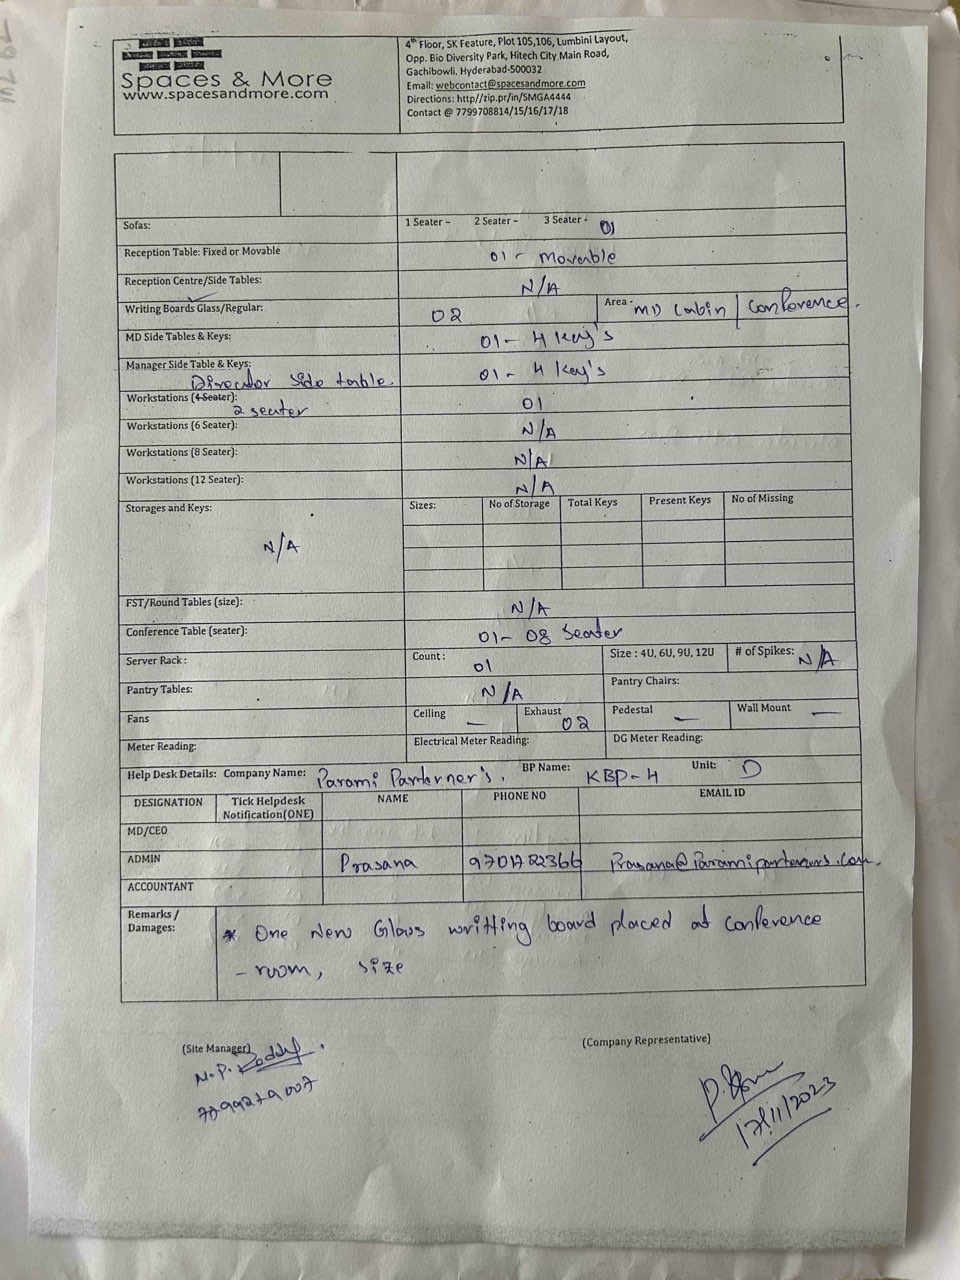 Spaces & More
www.spacesandmore.com
4th Floor, SK Feature, Plot 105,106, Lumbini Layout,
Opp. Bio Diversity Park, Hitech City Main Road,
Gachibowli. Hyderabad-500032
Email: webcontact@spacesandmore.com
Directions: http//zip.pr/in/SMGA4444
Contact @ 7799708814/15/16/17/18
Sofas: 1 Seater – 2 Seater – 3 Seater - 01
Reception Table: Fixed or Movable 01 - Movable
Reception Centre/Side Tables: N/A
Writing Boards Glass/Regular: 02 Area - MD Cabin / Conference.
MD Side Tables & Keys: 01 - 4 Key's
Manager Side Table & Keys: 01 - 4 Key's
Director side table.
Workstations (4-Seater): 01
2 seater
Workstations (6 Seater): N/A
Workstations (8 Seater): N/A
Workstations (12 Seater): N/A
Storages and Keys: Sizes: No of Storage Total Keys Present Keys No of Missing
N/A
FST/Round Tables (size): N/A
Conference Table (seater): 01 - 08 Seater
Server Rack: Count: 01 Size : 4U, 6U, 9U, 12U # of Spikes: N/A
Pantry Tables: N/A Pantry Chairs:
Fans Ceiling — Exhaust 02 Pedestal — Wall Mount —
Meter Reading: Electrical Meter Reading: DG Meter Reading:
Help Desk Details: Company Name: Parami Parterner's. BP Name: KBP-4 Unit: D
DESIGNATION Tick Helpdesk Notification(ONE) NAME PHONE NO EMAIL ID
MD/CEO
ADMIN Prasana Prasana@Paramiparteners.com.
ACCOUNTANT
Remarks / Damages: * One New Glass writting board placed at Conference
- room, size
(Site Manager) (Company Representative)
M.P. Reddy.
17/11/2023